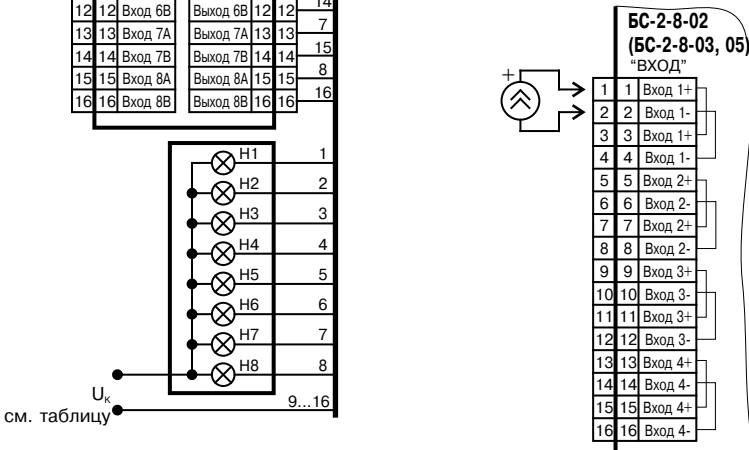 14
12 12 Вход 6В Выход 6В 12 12
7
13 13 Вход 7А Выход 7А 13 13
15
14 14 Вход 7В Выход 7В 14 14
8
15 15 Вход 8А Выход 8А 15 15
16
16 16 Вход 8В Выход 8В 16 16
H1 1
H2 2
H3 3
H4 4
H5 5
H6 6
H7 7
H8 8
Uк
см. таблицу
9...16
БС-2-8-02
(БС-2-8-03, 05)
“ВХОД”
+
1 1 Вход 1+
2 2 Вход 1-
3 3 Вход 1+
4 4 Вход 1-
5 5 Вход 2+
6 6 Вход 2-
7 7 Вход 2+
8 8 Вход 2-
9 9 Вход 3+
10 10 Вход 3-
11 11 Вход 3+
12 12 Вход 3-
13 13 Вход 4+
14 14 Вход 4-
15 15 Вход 4+
16 16 Вход 4-